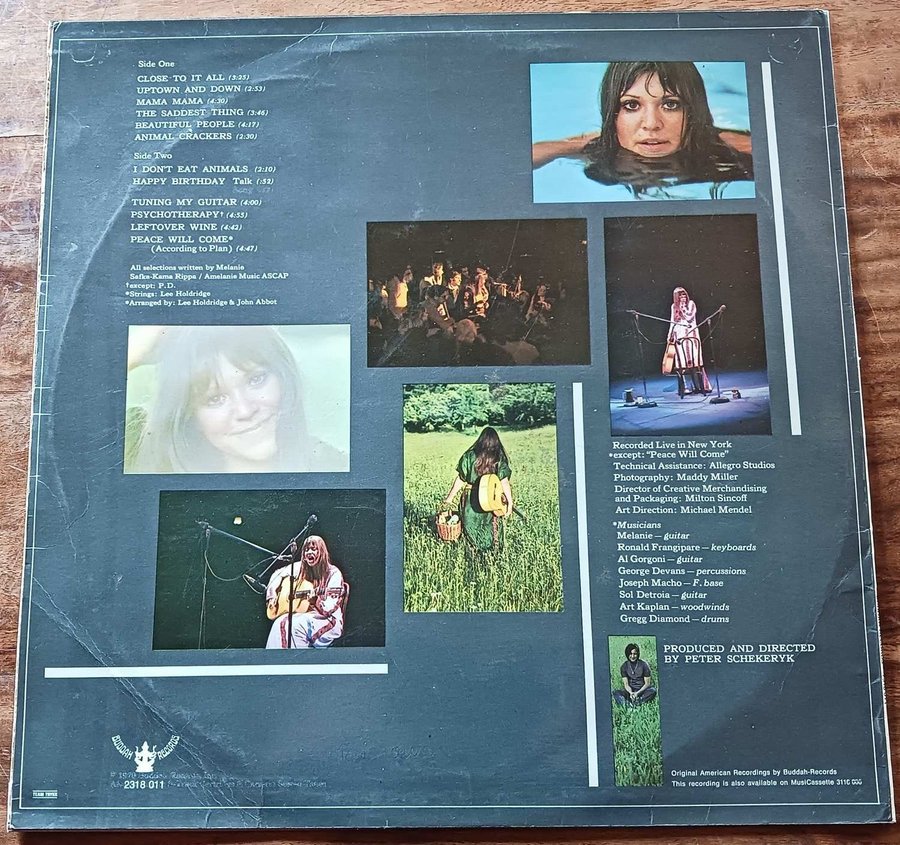 Side One
CLOSE TO IT ALL (3:25)
UPTOWN AND DOWN (2:53)
MAMA MAMA (4:30)
THE SADDEST THING (3:46)
BEAUTIFUL PEOPLE (4:17)
ANIMAL CRACKERS (2:30)
Side Two
I DON'T EAT ANIMALS (2:10)
HAPPY BIRTHDAY Talk (:52)
TUNING MY GUITAR (4:00)
PSYCHOTHERAPY† (4:55)
LEFTOVER WINE (4:42)
PEACE WILL COME*
(According to Plan) (4:47)
All selections written by Melanie
Safka-Kama Rippa / Amelanie Music ASCAP
†except: P.D.
*Strings: Lee Holdridge
*Arranged by: Lee Holdridge & John Abbot
Recorded Live in New York
*except: "Peace Will Come"
Technical Assistance: Allegro Studios
Photography: Maddy Miller
Director of Creative Merchandising
and Packaging: Milton Sincoff
Art Direction: Michael Mendel
*Musicians
Melanie — guitar
Ronald Frangipare — keyboards
Al Gorgoni — guitar
George Devans — percussions
Joseph Macho — F. base
Sol Detroia — guitar
Art Kaplan — woodwinds
Gregg Diamond — drums
PRODUCED AND DIRECTED
BY PETER SCHEKERYK
BUDDAH RECORDS
2318 011
Original American Recordings by Buddah-Records
This recording is also available on MusiCassette 3116